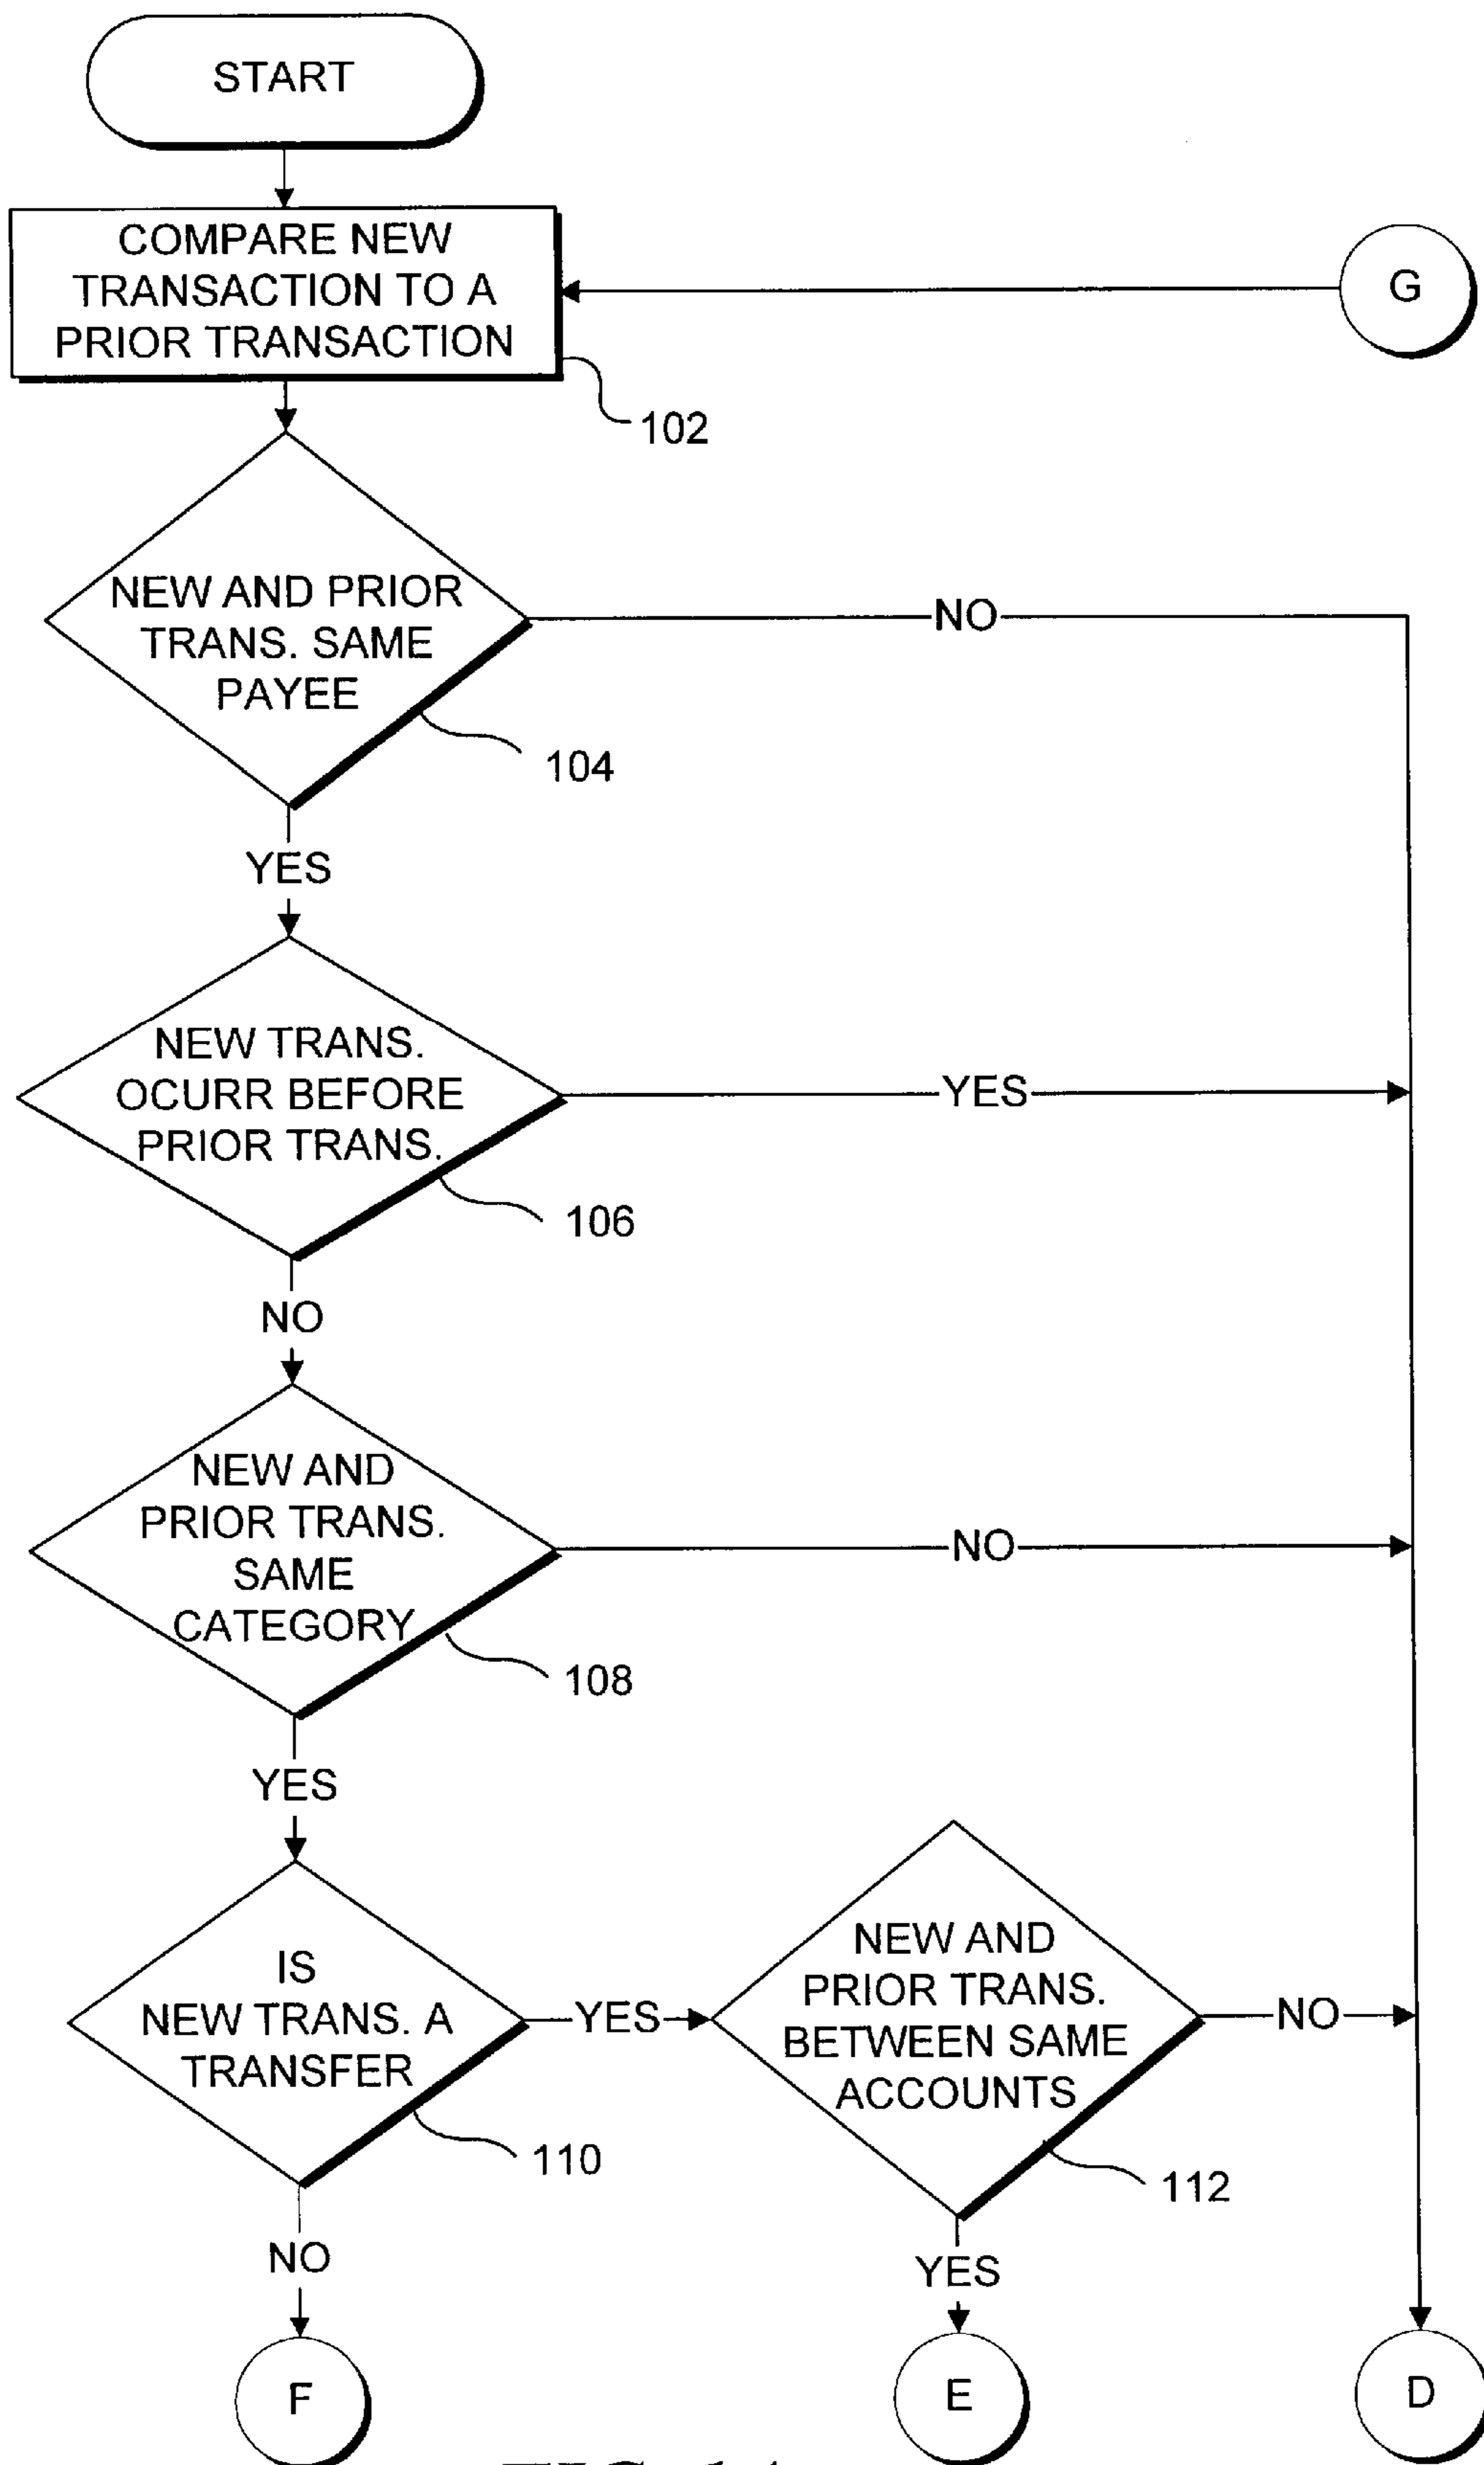 START
COMPARE NEW
TRANSACTION TO A
PRIOR TRANSACTION
G
102
NEW AND PRIOR
TRANS. SAME
PAYEE
NO
104
YES
NEW TRANS.
OCURR BEFORE
PRIOR TRANS.
YES
106
NO
NEW AND
PRIOR TRANS.
SAME
CATEGORY
NO
108
YES
IS
NEW TRANS. A
TRANSFER
YES
NEW AND
PRIOR TRANS.
BETWEEN SAME
ACCOUNTS
NO
110
112
NO
YES
F
E
D